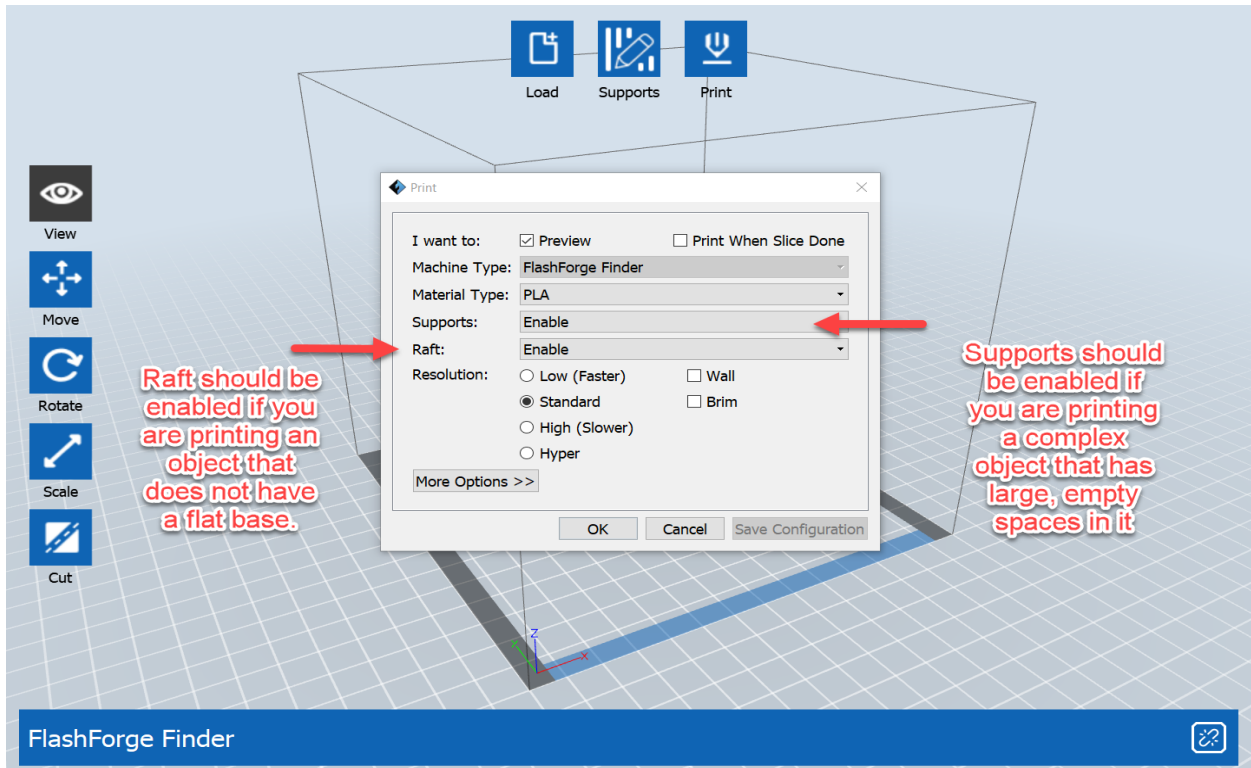 Load Supports Print
View
Move
Rotate
Scale
Cut
Print
I want to: Preview Print When Slice Done
Machine Type: FlashForge Finder
Material Type: PLA
Supports: Enable
Raft: Enable
Resolution: Low (Faster) Wall
Standard Brim
High (Slower)
Hyper
More Options >>
OK Cancel Save Configuration
Raft should be
enabled if you
are printing an
object that
does not have
a flat base.
Supports should
be enabled if
you are printing
a complex
object that has
large, empty
spaces in it
Z
Y
X
FlashForge Finder